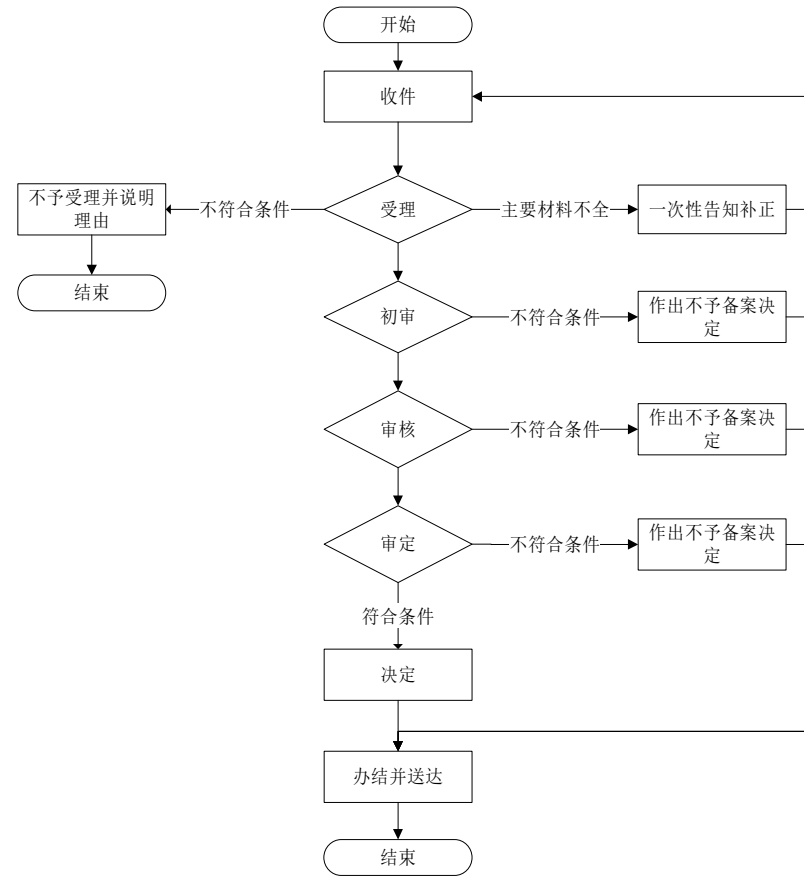 开始
收件
不予受理并说明
理由
不符合条件
受理
主要材料不全
一次性告知补正
结束
初审
不符合条件
作出不予备案决
定
审核
不符合条件
作出不予备案决
定
审定
不符合条件
作出不予备案决
定
符合条件
决定
办结并送达
结束